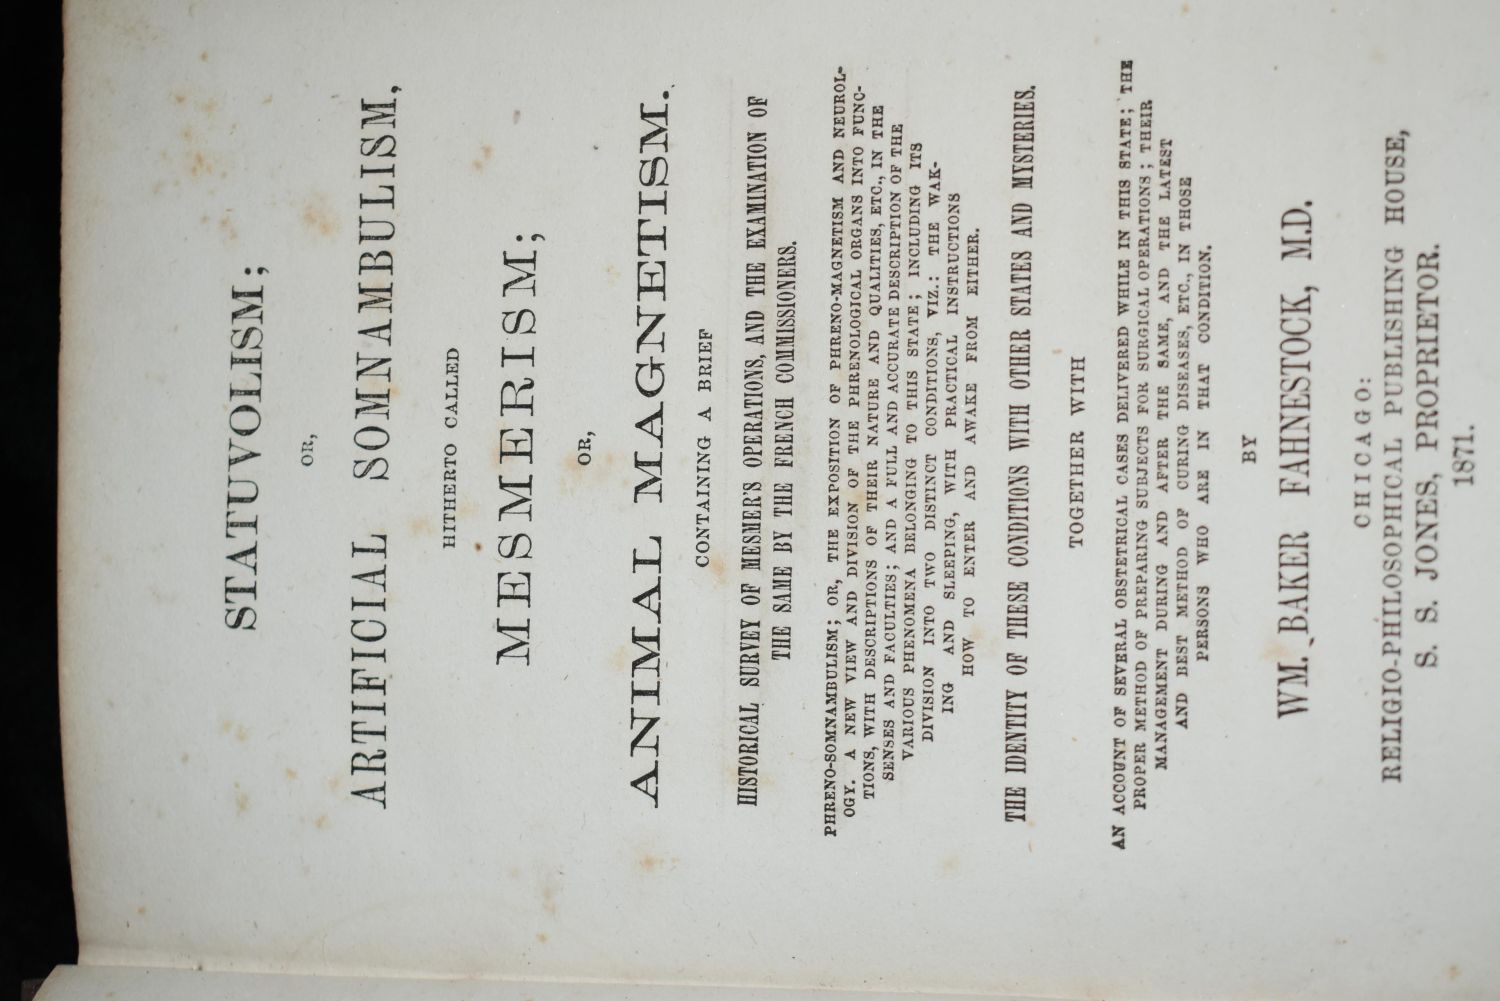 STATUVOLISM;
OR,
ARTIFICIAL SOMNAMBULISM,
HITHERTO CALLED
MESMERISM;
OR,
ANIMAL MAGNETISM.
CONTAINING A BRIEF
HISTORICAL SURVEY OF MESMER'S OPERATIONS, AND THE EXAMINATION OF
THE SAME BY THE FRENCH COMMISSIONERS.
PHRENO-SOMNAMBULISM; OR, THE EXPOSITION OF PHRENO-MAGNETISM AND NEUROL-
OGY. A NEW VIEW AND DIVISION OF THE PHRENOLOGICAL ORGANS INTO FUNC-
TIONS, WITH DESCRIPTIONS OF THEIR NATURE AND QUALITIES, ETC., IN THE
SENSES AND FACULTIES; AND A FULL AND ACCURATE DESCRIPTION OF THE
VARIOUS PHENOMENA BELONGING TO THIS STATE; INCLUDING ITS
DIVISION INTO TWO DISTINCT CONDITIONS, VIZ.: THE WAK-
ING AND SLEEPING, WITH PRACTICAL INSTRUCTIONS
HOW TO ENTER AND AWAKE FROM EITHER.
THE IDENTITY OF THESE CONDITIONS WITH OTHER STATES AND MYSTERIES.
TOGETHER WITH
AN ACCOUNT OF SEVERAL OBSTETRICAL CASES DELIVERED WHILE IN THIS STATE; THE
PROPER METHOD OF PREPARING SUBJECTS FOR SURGICAL OPERATIONS; THEIR
MANAGEMENT DURING AND AFTER THE SAME, AND THE LATEST
AND BEST METHOD OF CURING DISEASES, ETC., IN THOSE
PERSONS WHO ARE IN THAT CONDITION.
BY
WM. BAKER FAHNESTOCK, M.D.
CHICAGO:
RELIGIO-PHILOSOPHICAL PUBLISHING HOUSE,
S. S. JONES, PROPRIETOR.
1871.